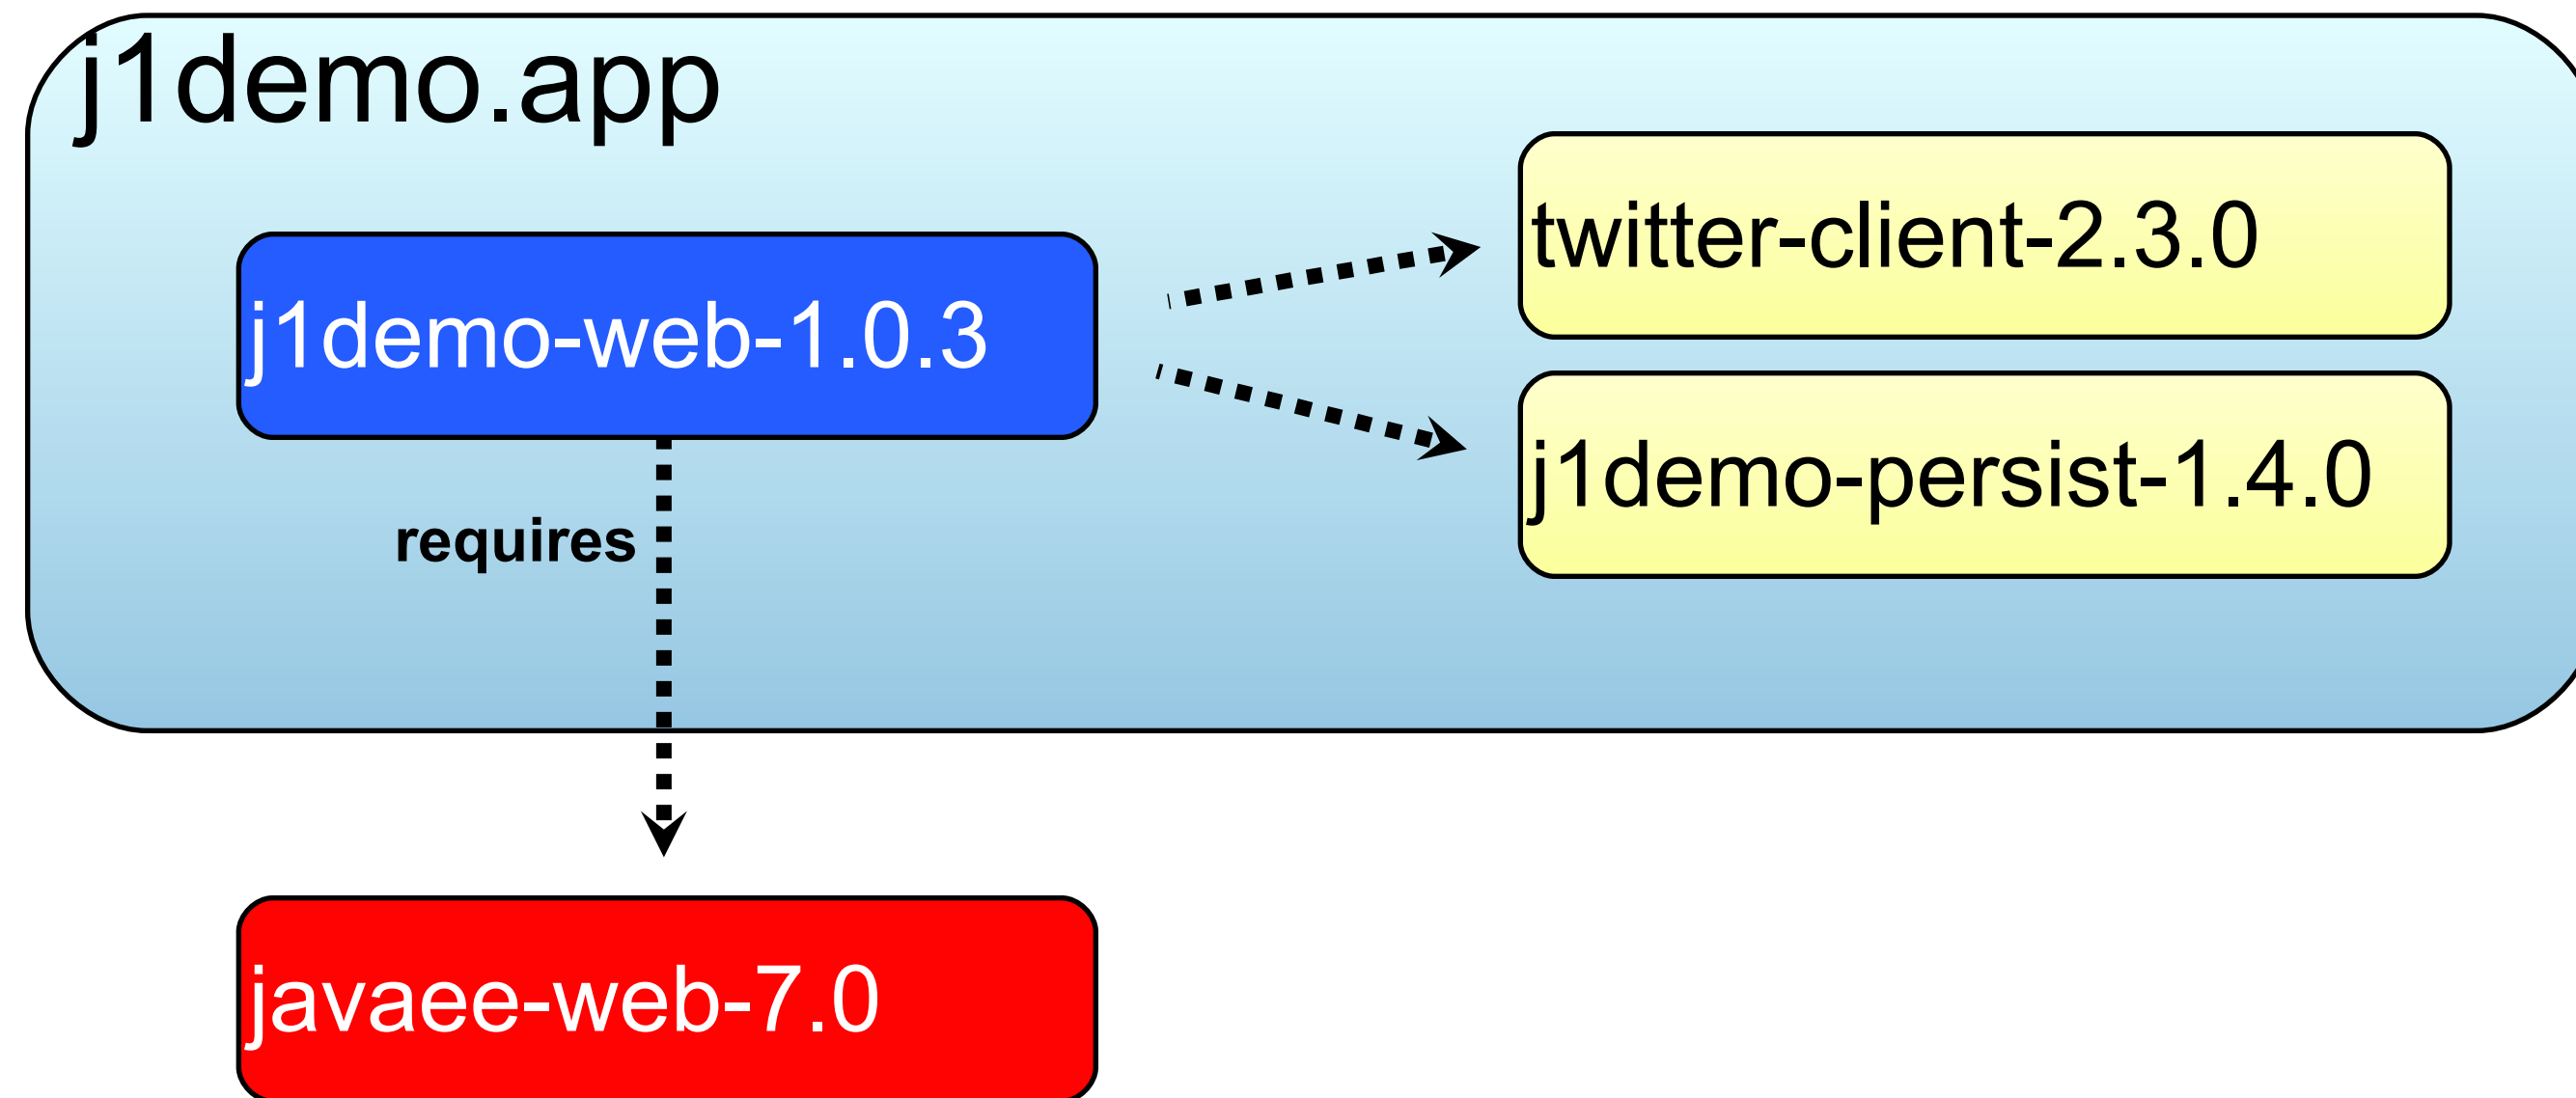 j1demo.app
twitter-client-2.3.0
j1demo-web-1.0.3
j1demo-persist-1.4.0
requires
javaee-web-7.0